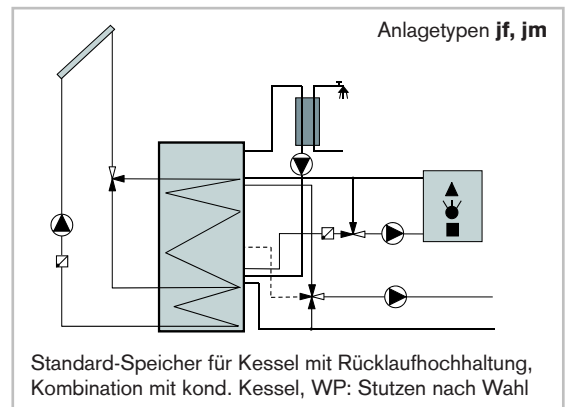 Anlagetypen jf, jm
Standard-Speicher für Kessel mit Rücklaufhochhaltung,
Kombination mit kond. Kessel, WP: Stutzen nach Wahl